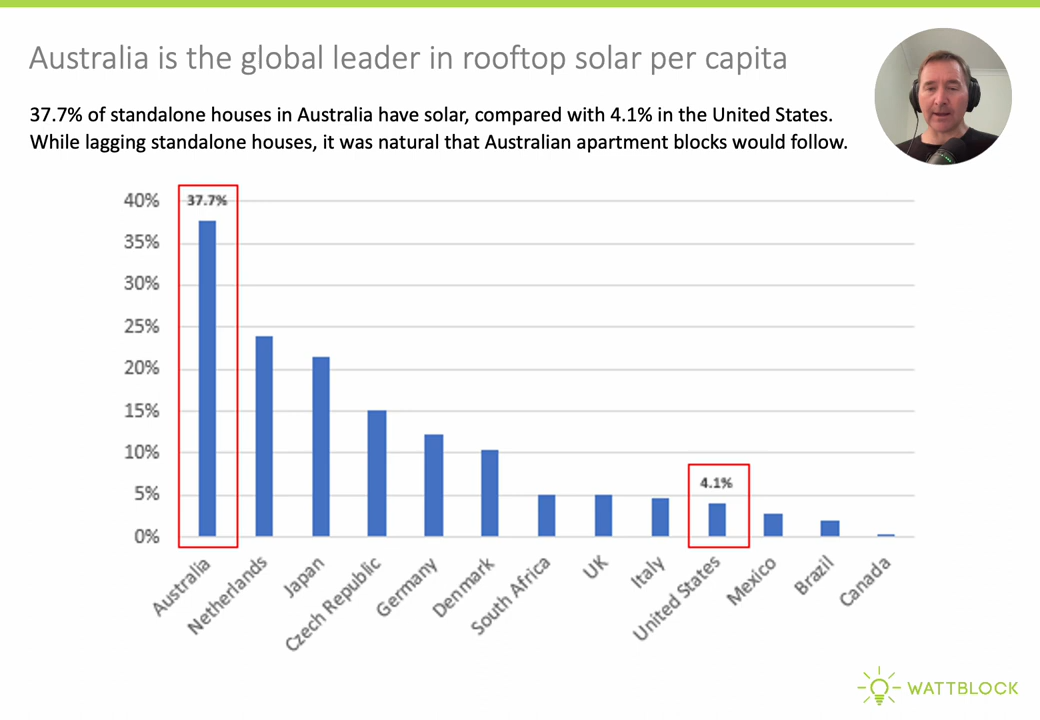 Australia is the global leader in rooftop solar per capita
37.7% of standalone houses in Australia have solar, compared with 4.1% in the United States.
While lagging standalone houses, it was natural that Australian apartment blocks would follow.
40%
37.7%
35%
30%
25%
20%
15%
10%
5%
4.1%
0%
Australia
Netherlands
Japan
Czech Republic
Germany
Denmark
South Africa
UK
Italy
United States
Mexico
Brazil
Canada
WATTBLOCK